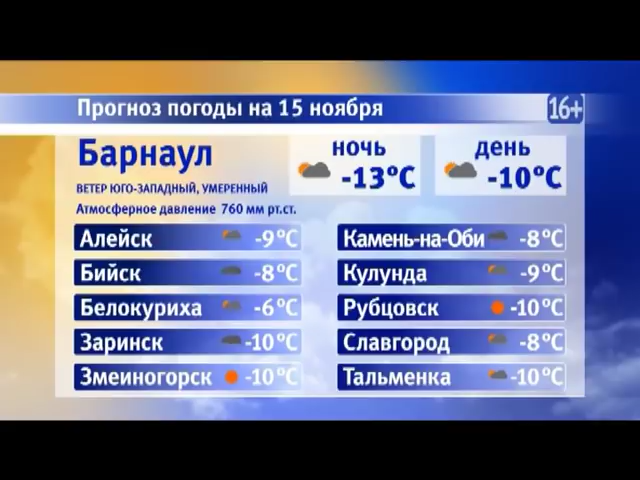 Прогноз погоды на 15 ноября 16+
Барнаул
ВЕТЕР ЮГО-ЗАПАДНЫЙ, УМЕРЕННЫЙ
Атмосферное давление 760 мм рт.ст.
ночь
-13°C
день
-10°C
Алейск -9°C
Бийск -8°C
Белокуриха -6°C
Заринск -10°C
Змеиногорск -10°C
Камень-на-Оби -8°C
Кулунда -9°C
Рубцовск -10°C
Славгород -8°C
Тальменка -10°C